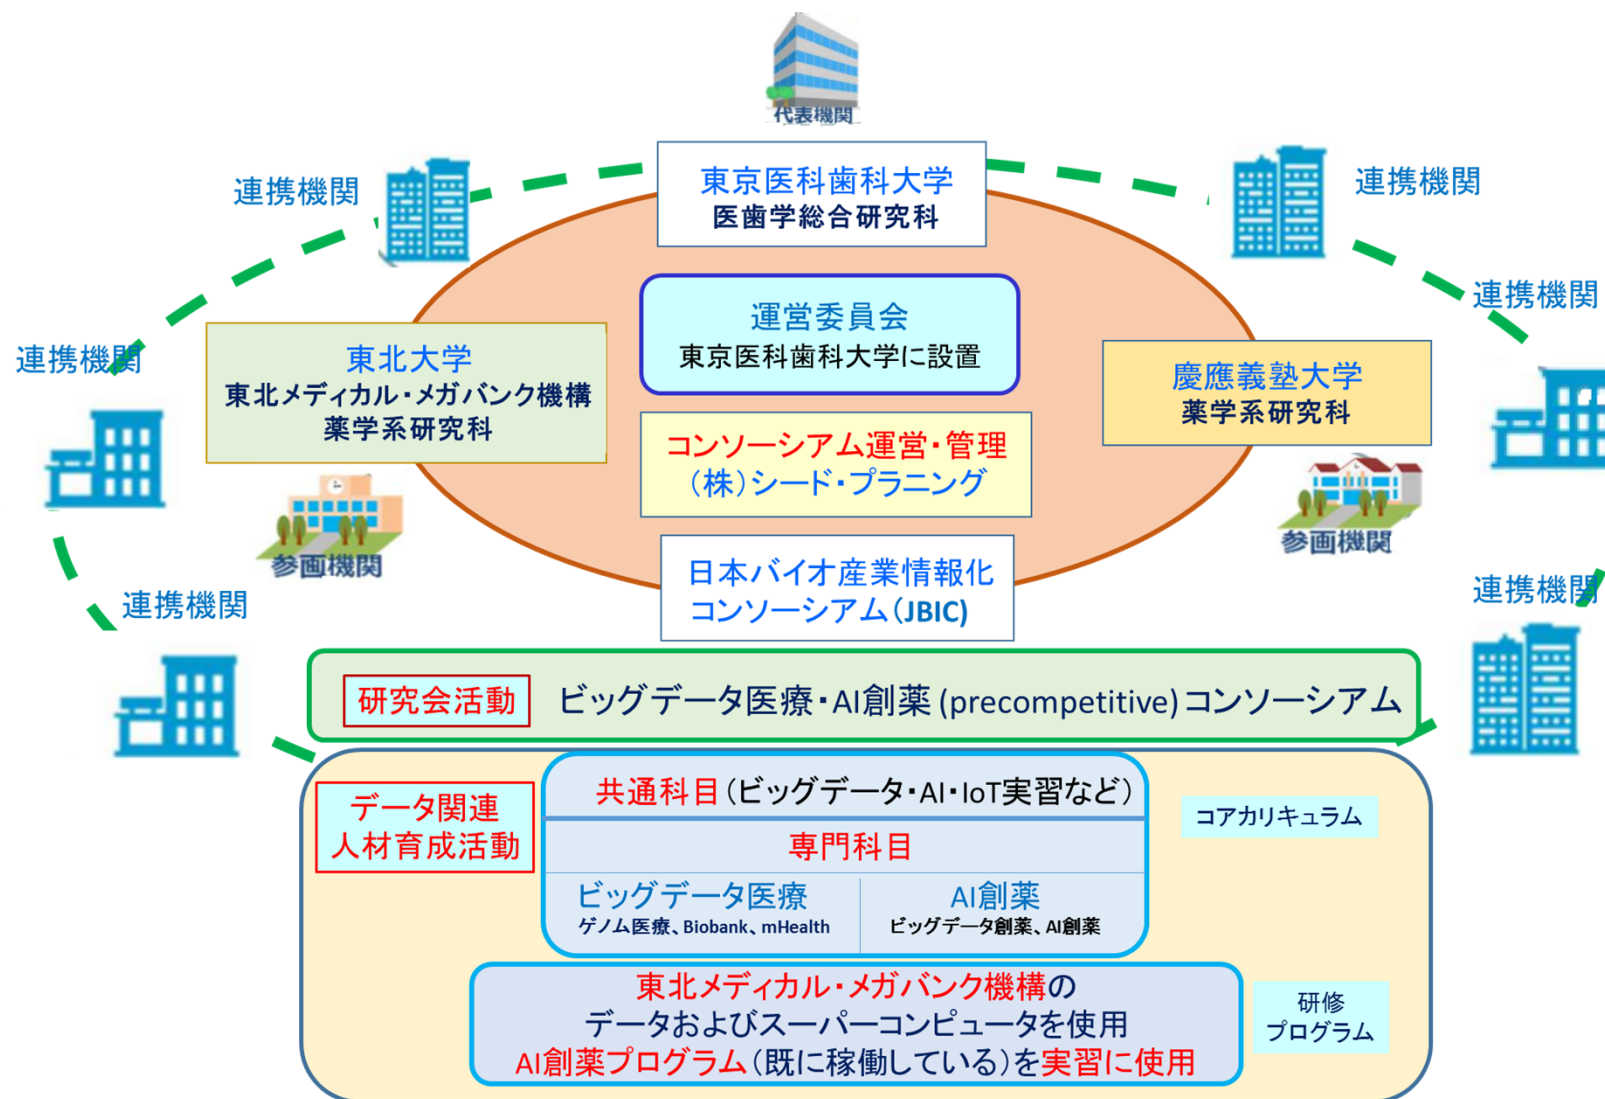 代表機関
東京医科歯科大学
医歯学総合研究科
連携機関
連携機関
連携機関
連携機関
運営委員会
東京医科歯科大学に設置
東北大学
東北メディカル・メガバンク機構
薬学系研究科
慶應義塾大学
薬学系研究科
コンソーシアム運営・管理
（株）シード・プラニング
参画機関
参画機関
日本バイオ産業情報化
コンソーシアム（JBIC)
連携機関
連携機関
研究会活動
ビッグデータ医療・AI創薬 (precompetitive) コンソーシアム
データ関連
人材育成活動
共通科目（ビッグデータ・AI・IoT実習など）
専門科目
ビッグデータ医療
ゲノム医療、Biobank、mHealth
AI創薬
ビッグデータ創薬、AI創薬
コアカリキュラム
東北メディカル・メガバンク機構の
データおよびスーパーコンピュータを使用
AI創薬プログラム（既に稼働している）を実習に使用
研修
プログラム